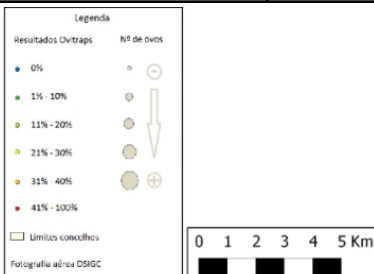 Legenda
Resultados Ovitraps Nº de ovos
0%
1% - 10%
11% - 20%
21% - 30%
31% - 40%
41% - 100%
Limites concelhos
Fotografia aérea DSIGC
0 1 2 3 4 5 Km